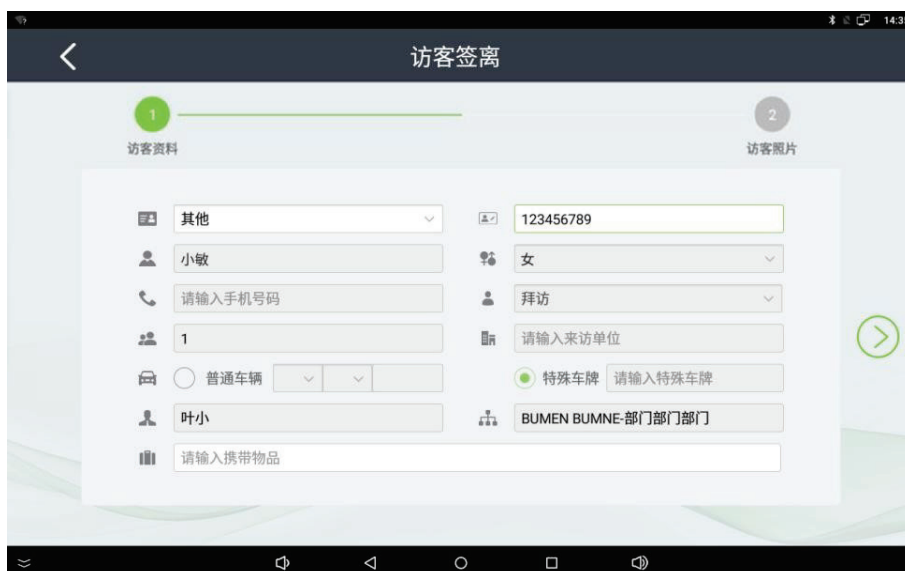 14:3
访客签离
1
2
访客资料
访客照片
其他
123456789
小敏
女
请输入手机号码
拜访
1
请输入来访单位
普通车辆
特殊车牌 请输入特殊车牌
叶小
BUMEN BUMNE-部门部门部门
请输入携带物品